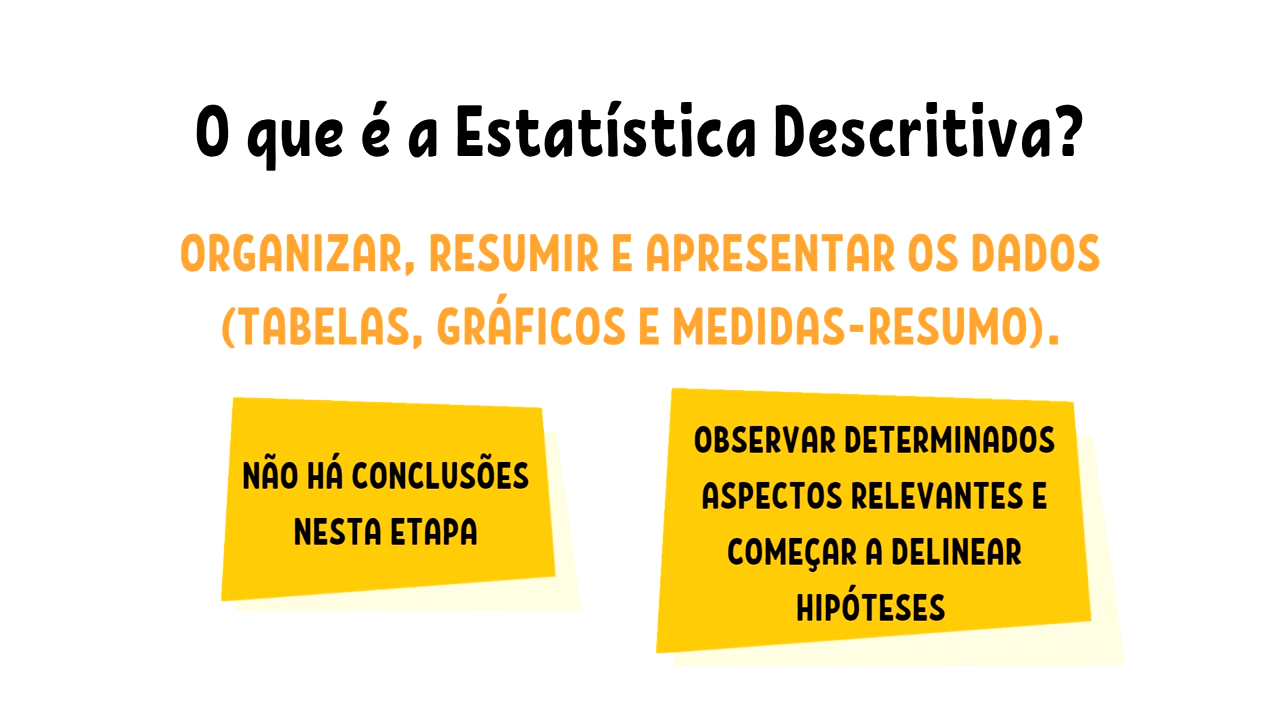 O que é a Estatística Descritiva?
ORGANIZAR, RESUMIR E APRESENTAR OS DADOS
(TABELAS, GRÁFICOS E MEDIDAS-RESUMO).
NÃO HÁ CONCLUSÕES
NESTA ETAPA
OBSERVAR DETERMINADOS
ASPECTOS RELEVANTES E
COMEÇAR A DELINEAR
HIPÓTESES